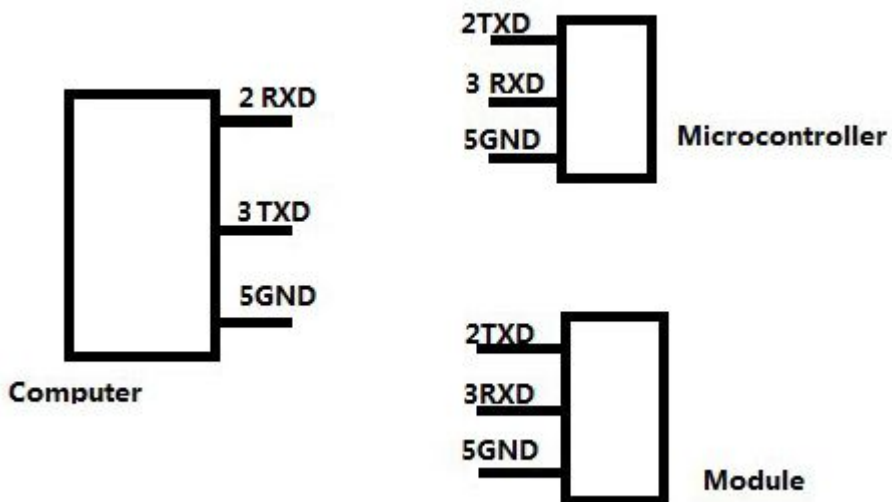 2 RXD
3 TXD
5GND
Computer
2TXD
3 RXD
5GND
Microcontroller
2TXD
3RXD
5GND
Module